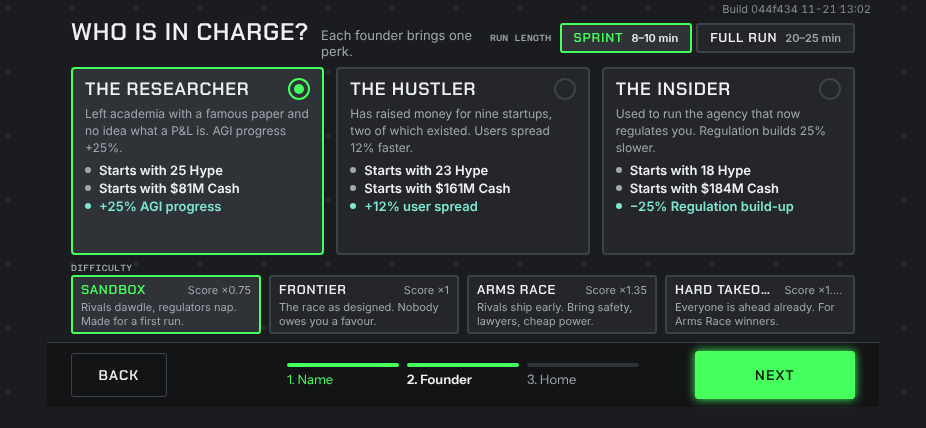 Build 044f434 11-21 13:02
WHO IS IN CHARGE?
Each founder brings one
perk.
RUN LENGTH
SPRINT 8–10 min
FULL RUN 20–25 min
THE RESEARCHER
Left academia with a famous paper and
no idea what a P&L is. AGI progress
+25%.
Starts with 25 Hype
Starts with $81M Cash
+25% AGI progress
THE HUSTLER
Has raised money for nine startups,
two of which existed. Users spread
12% faster.
Starts with 23 Hype
Starts with $161M Cash
+12% user spread
THE INSIDER
Used to run the agency that now
regulates you. Regulation builds 25%
slower.
Starts with 18 Hype
Starts with $184M Cash
−25% Regulation build-up
DIFFICULTY
SANDBOX Score ×0.75
Rivals dawdle, regulators nap.
Made for a first run.
FRONTIER Score ×1
The race as designed. Nobody
owes you a favour.
ARMS RACE Score ×1.35
Rivals ship early. Bring safety,
lawyers, cheap power.
HARD TAKEO... Score ×1....
Everyone is ahead already. For
Arms Race winners.
BACK
1. Name
2. Founder
3. Home
NEXT